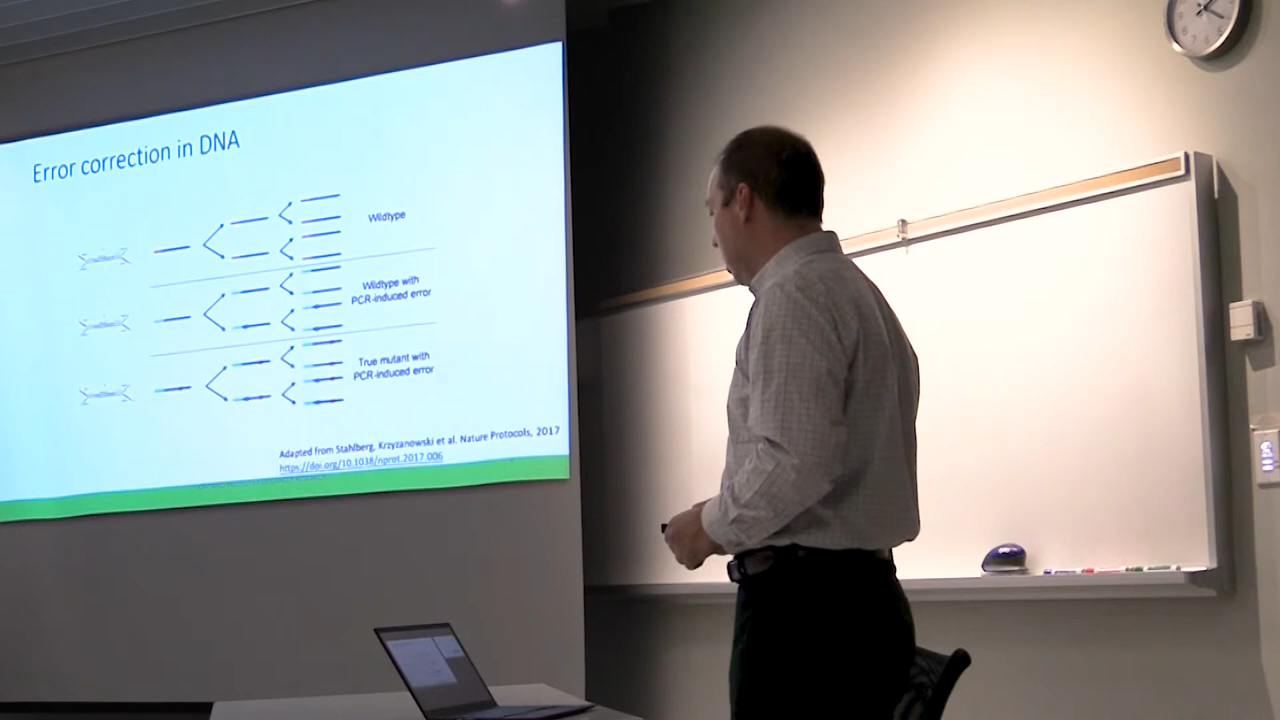 Error correction in DNA
Wildtype
Wildtype with
PCR-induced error
True mutant with
PCR-induced error
Adapted from Stahlberg, Krzyzanowski et al. Nature Protocols, 2017
https://doi.org/10.1038/nprot.2017.006